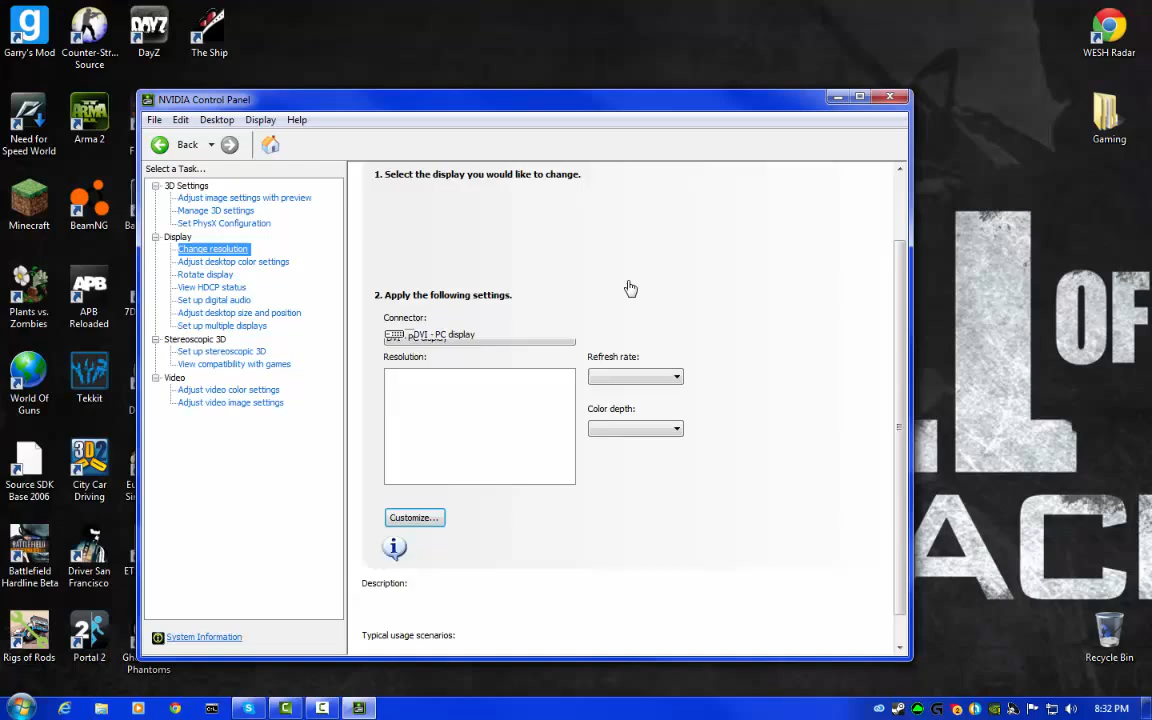 Garry's Mod
Counter-Str...
Source
DAYZ
DayZ
The Ship
WESH Radar
Need for
Speed World
ARMA
Arma 2
Gaming
Minecraft
BeamNG
Plants vs.
Zombies
APB
APB
Reloaded
World Of
Guns
Tekkit
Source SDK
Base 2006
City Car
Driving
Battlefield
Hardline Beta
Driver San
Francisco
Rigs of Rods
Portal 2
Phantoms
Recycle Bin
NVIDIA Control Panel
File Edit Desktop Display Help
Back
Select a Task...
3D Settings
Adjust image settings with preview
Manage 3D settings
Set PhysX Configuration
Display
Change resolution
Adjust desktop color settings
Rotate display
View HDCP status
Set up digital audio
Adjust desktop size and position
Set up multiple displays
Stereoscopic 3D
Set up stereoscopic 3D
View compatibility with games
Video
Adjust video color settings
Adjust video image settings
System Information
1. Select the display you would like to change.
2. Apply the following settings.
Connector:
DVI - PC display
Resolution:
Refresh rate:
Color depth:
Customize...
Description:
Typical usage scenarios:
L OF
OF
AC
8:32 PM